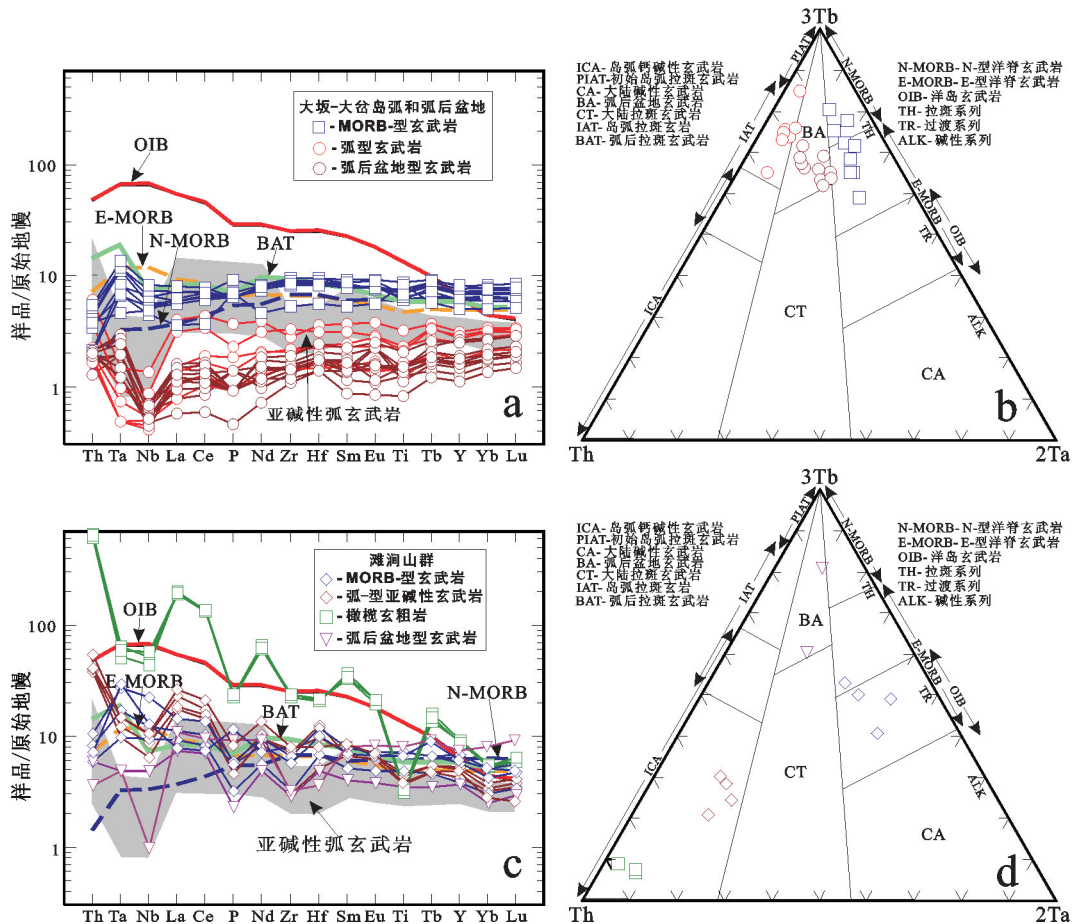 样品/原始地幔
100
10
1
OIB
E-MORB
N-MORB
BAT
大坂-大岔岛弧和弧后盆地
-MORB-型玄武岩
-弧型玄武岩
-弧后盆地型玄武岩
亚碱性弧玄武岩
a
Th Ta Nb La Ce P Nd Zr Hf Sm Eu Ti Tb Y Yb Lu
3Tb
ICA-岛弧钙碱性玄武岩
PIAT-初始岛弧拉斑玄武岩
CA-大陆碱性玄武岩
BA-弧后盆地玄武岩
CT-大陆拉斑玄武岩
IAT-岛弧拉斑玄岩
BAT-弧后拉斑玄武岩
N-MORB-N-型洋脊玄武岩
E-MORB-E-型洋脊玄武岩
OIB-洋岛玄武岩
TH-拉斑系列
TR-过渡系列
ALK-碱性系列
PIAT
IAT
ICA
N-MORB
TH
E-MORB
TR
OIB
ALK
BA
CT
CA
b
Th
2Ta
样品/原始地幔
100
10
1
OIB
E-MORB
BAT
N-MORB
滩涧山群
-MORB-型玄武岩
-弧-型亚碱性玄武岩
-橄榄玄粗岩
-弧后盆地型玄武岩
亚碱性弧玄武岩
c
Th Ta Nb La Ce P Nd Zr Hf Sm Eu Ti Tb Y Yb Lu
3Tb
ICA-岛弧钙碱性玄武岩
PIAT-初始岛弧拉斑玄武岩
CA-大陆碱性玄武岩
BA-弧后盆地玄武岩
CT-大陆拉斑玄武岩
IAT-岛弧拉斑玄岩
BAT-弧后拉斑玄武岩
N-MORB-N-型洋脊玄武岩
E-MORB-E-型洋脊玄武岩
OIB-洋岛玄武岩
TH-拉斑系列
TR-过渡系列
ALK-碱性系列
PIAT
IAT
ICA
N-MORB
TH
E-MORB
TR
OIB
ALK
BA
CT
CA
d
Th
2Ta